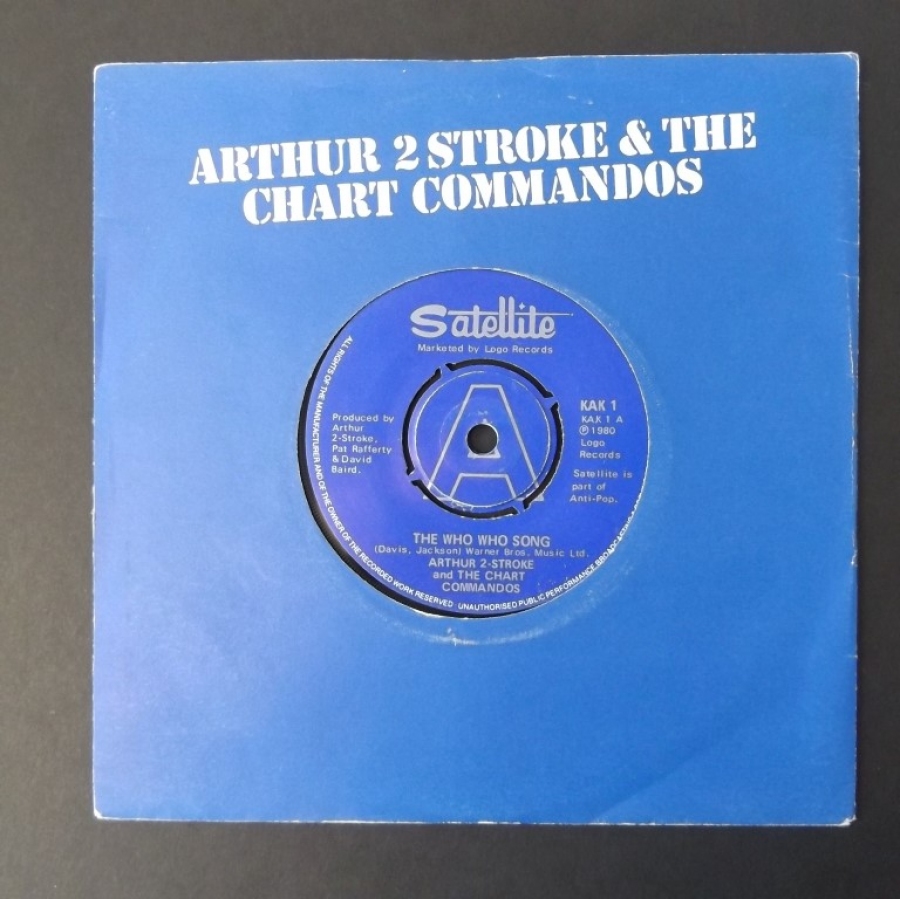 ARTHUR 2 STROKE & THE
CHART COMMANDOS
Satellite
Marketed by Logo Records
A
Produced by
Arthur
2-Stroke,
Pat Rafferty
& David
Baird.
KAK 1
KAK 1 A
℗ 1980
Logo
Records
Satellite is
part of
Anti-Pop.
THE WHO WHO SONG
(Davis, Jackson) Warner Bros. Music Ltd.
ARTHUR 2-STROKE
and THE CHART
COMMANDOS
ALL RIGHTS OF THE MANUFACTURER AND OF THE OWNER OF THE RECORDED WORK RESERVED UNAUTHORISED PUBLIC PERFORMANCE BROADCASTING